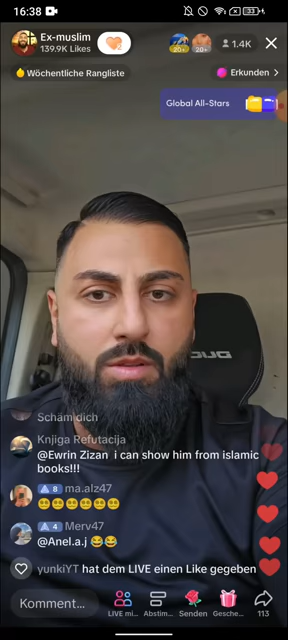 16:38
33
Ex-muslim
139.9K Likes
20+
20+
1.4K
Wöchentliche Rangliste
Erkunden >
Global All-Stars
Schäm dich
Knjiga Refutacija
@Ewrin Zizan i can show him from islamic
books!!!
8 ma.alz47
4 Merv47
@Anel.a.j 😂😂
yunkiYT hat dem LIVE einen Like gegeben
Komment...
LIVE mi...
Abstim...
Senden
Gesche...
113